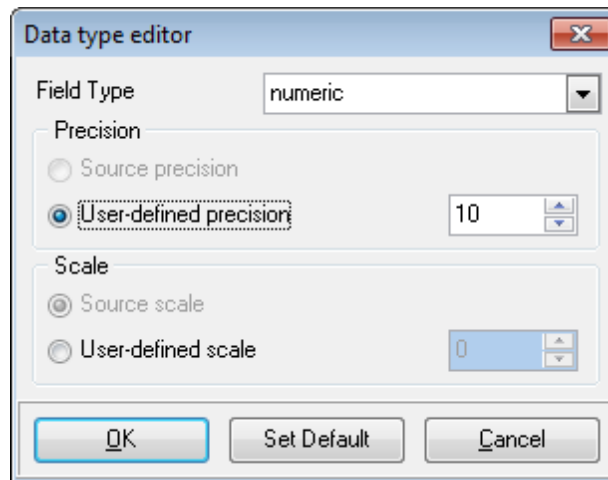 Data type editor
Field Type numeric
Precision
Source precision
User-defined precision 10
Scale
Source scale
User-defined scale 0
OK Set Default Cancel